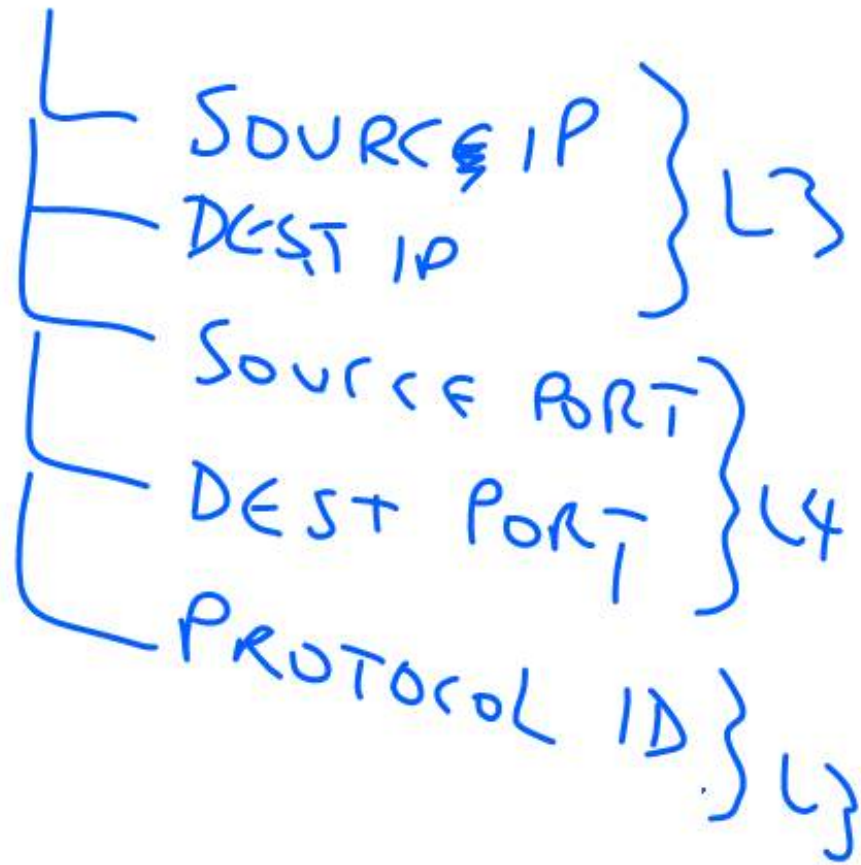 SOURCE IP
DEST IP
L3
SOURCE PORT
DEST PORT
L4
PROTOCOL ID
L3